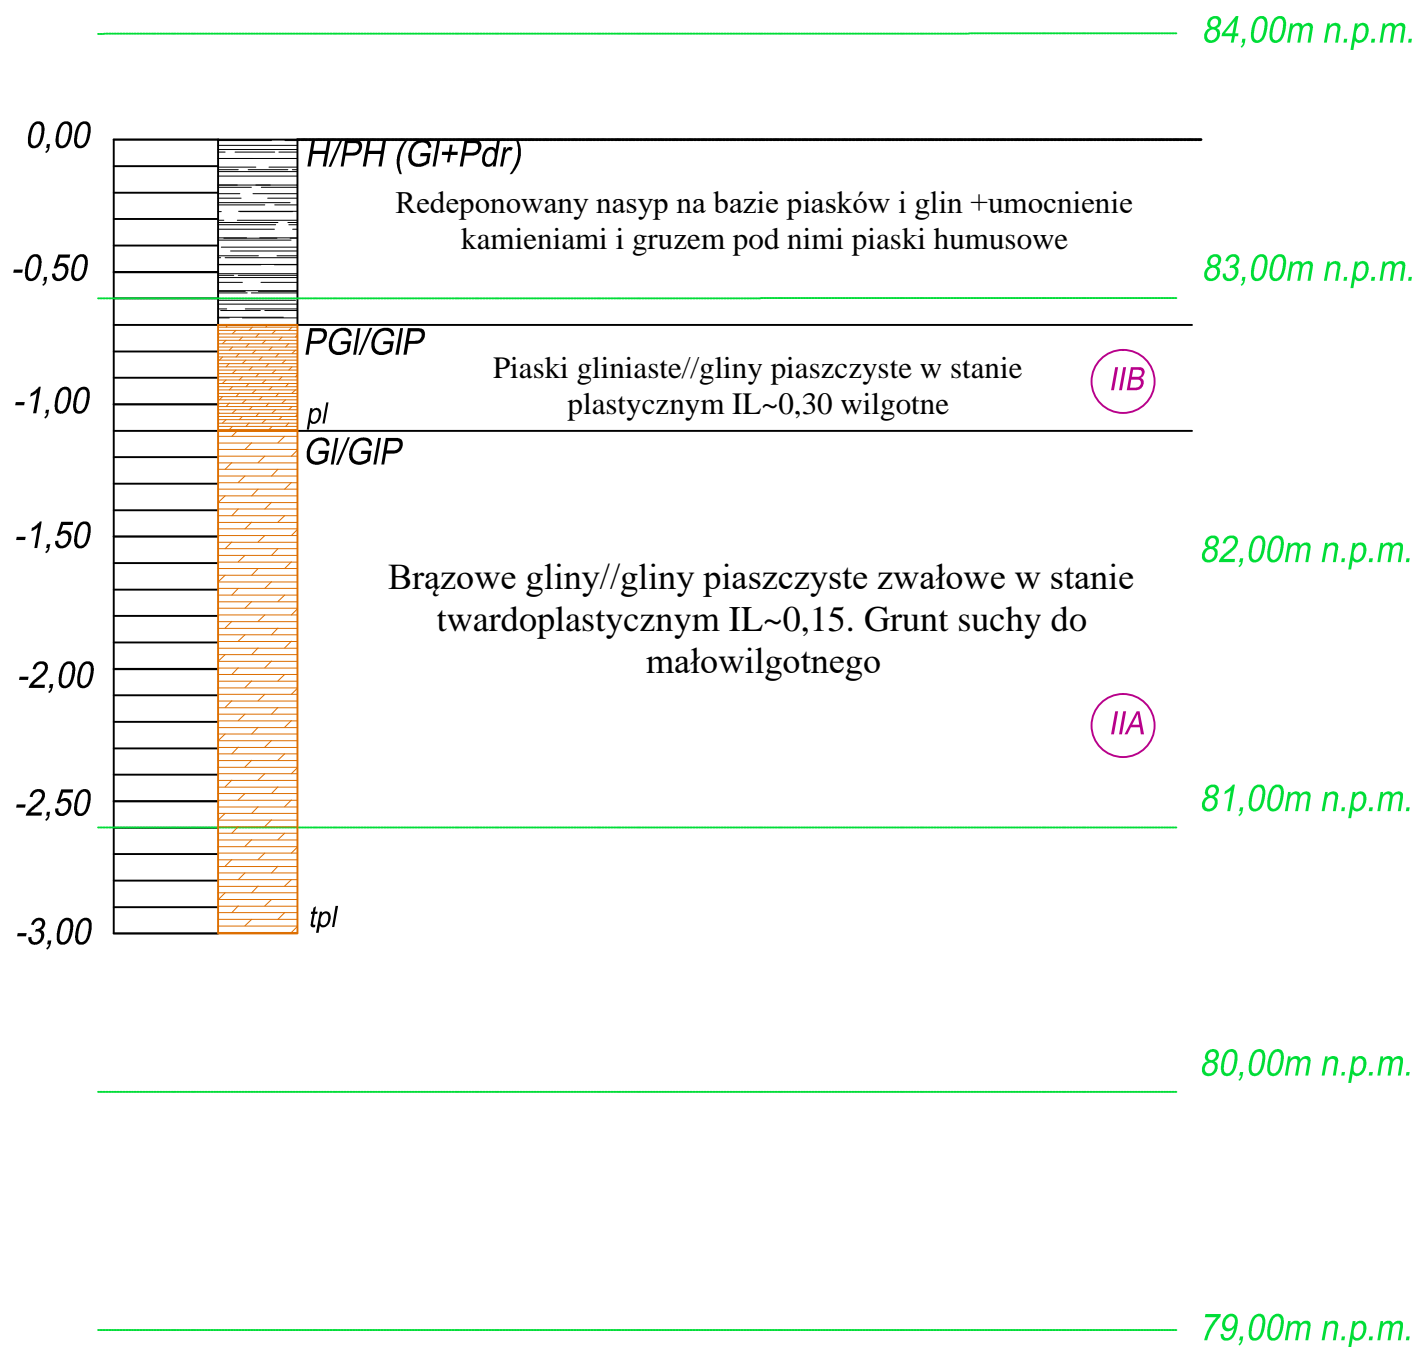 84,00m n.p.m.
0,00
H/PH (Gl+Pdr)
Redeponowany nasyp na bazie piasków i glin +umocnienie
kamieniami i gruzem pod nimi piaski humusowe
-0,50
83,00m n.p.m.
PGl/GlP
Piaski gliniaste//gliny piaszczyste w stanie
plastycznym IL~0,30 wilgotne
IIB
-1,00
pl
Gl/GlP
-1,50
82,00m n.p.m.
Brązowe gliny//gliny piaszczyste zwałowe w stanie
twardoplastycznym IL~0,15. Grunt suchy do
małowilgotnego
-2,00
IIA
-2,50
81,00m n.p.m.
tpl
-3,00
80,00m n.p.m.
79,00m n.p.m.